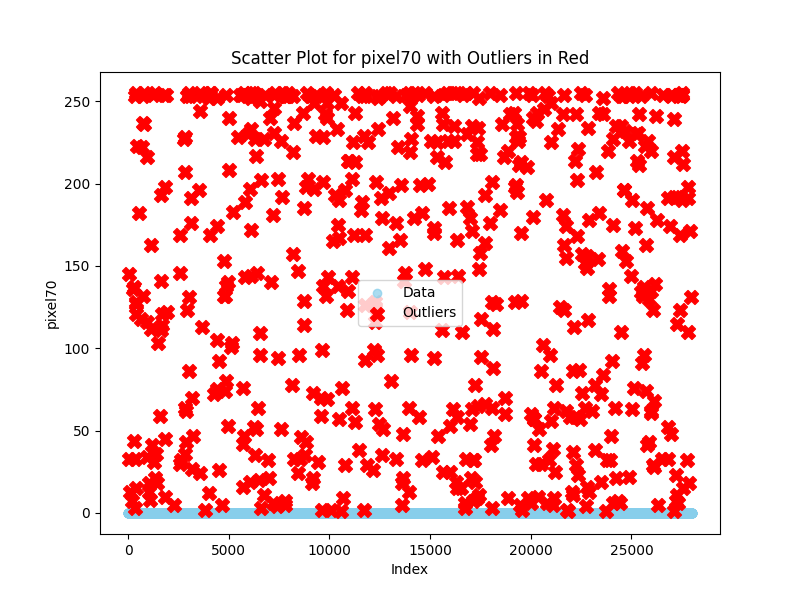 Scatter Plot for pixel70 with Outliers in Red
250
200
150
100
50
0
pixel70
Data
Outliers
0 5000 10000 15000 20000 25000
Index